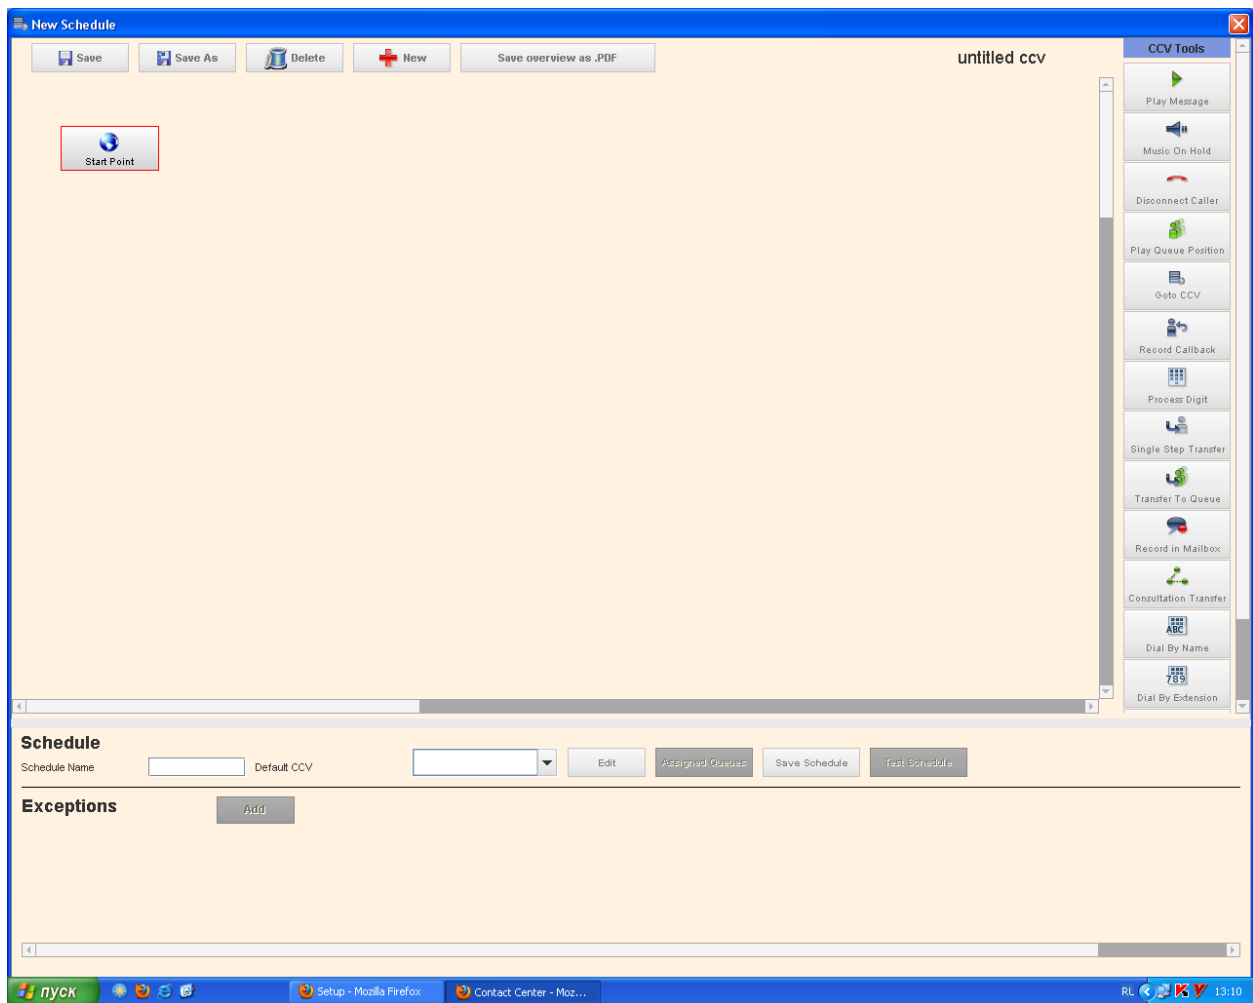 New Schedule
Save
Save As
Delete
New
Save overview as .PDF
untitled ccv
CCV Tools
Start Point
Play Message
Music On Hold
Disconnect Caller
Play Queue Position
Goto CCV
Record Callback
Process Digit
Single Step Transfer
Transfer To Queue
Record in Mailbox
Consultation Transfer
ABC
Dial By Name
789
Dial By Extension
Schedule
Schedule Name
Default CCV
Edit
Assigned Queues
Save Schedule
Test Schedule
Exceptions
Add
пуск
Setup - Mozilla Firefox
Contact Center - Moz...
RL
13:10